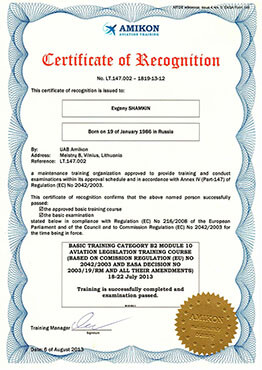 AMIKON
AVIATION TRAINING
Certificate of Recognition
No. LT.147.002 – 1819-13-12
This certificate of recognition is issued to:
Evgeny SHAMKIN
Born on 19 of January 1986 in Russia
By: UAB Amikon
Address: Meistrų 8, Vilnius, Lithuania
Reference: LT.147.002
a maintenance training organization approved to provide training and conduct
examinations within its approval schedule and in accordance with Annex IV (Part-147) of
Regulation (EC) No 2042/2003.
This certificate of recognition confirms that the above named person successfully
passed:
☑the approved basic training course
☑the basic examination
stated below in compliance with Regulation (EC) No 216/2008 of the European
Parliament and of the Council and to Commission Regulation (EC) No 2042/2003 for
the time being in force.
BASIC TRAINING CATEGORY B2 MODULE 10
AVIATION LEGISLATION TRAINING COURSE
(BASED ON COMISSION REGULATION (EU) NO
2042/2003 AND EASA DECISION NO
2003/19/RM AND ALL THEIR AMENDMENTS)
18-22 July 2013
Training is successfully completed and
examination passed.
Training Manager
Date: 6 of August 2013
AMIKON